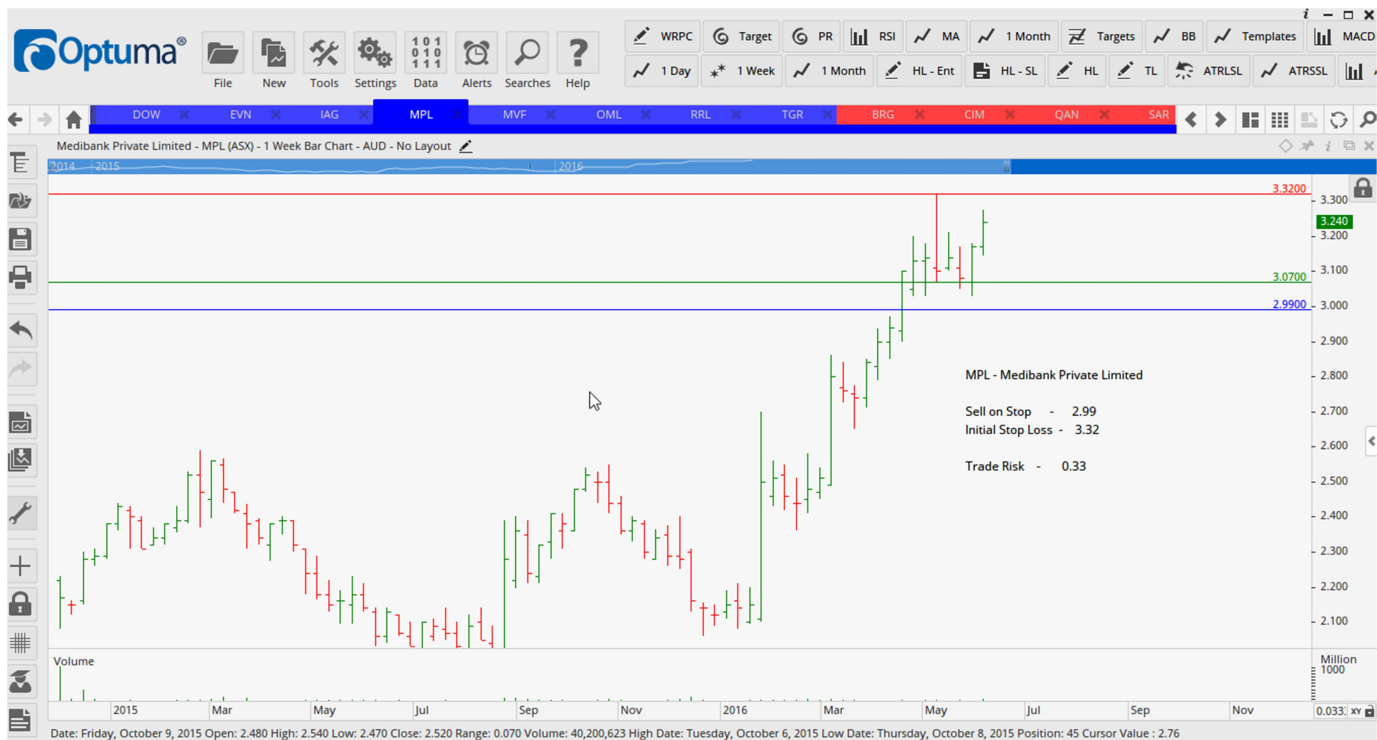 i
Optuma®
File
New
Tools
Settings
101
010
111
Data
Alerts
Searches
?
Help
WRPC
Target
PR
RSI
MA
1 Month
Targets
BB
Templates
MACD
1 Day
1 Week
1 Month
HL - Ent
HL - SL
HL
TL
ATRLSL
ATRSSL
DOW
EVN
IAG
MPL
MVF
OML
RRL
TGR
BRG
CIM
QAN
SAR
Medibank Private Limited - MPL (ASX) - 1 Week Bar Chart - AUD - No Layout
i
2014 2015 2016
3.3200
3.300
3.240
3.200
3.100
3.0700
3.000
2.9900
2.900
2.800
2.700
2.600
2.500
2.400
2.300
2.200
2.100
MPL - Medibank Private Limited
Sell on Stop - 2.99
Initial Stop Loss - 3.32
Trade Risk - 0.33
Volume
Million
1000
2015 Mar May Jul Sep Nov 2016 Mar May Jul Sep Nov
XY
Date: Friday, October 9, 2015 Open: 2.480 High: 2.540 Low: 2.470 Close: 2.520 Range: 0.070 Volume: 40,200,623 High Date: Tuesday, October 6, 2015 Low Date: Thursday, October 8, 2015 Position: 45 Cursor Value : 2.76